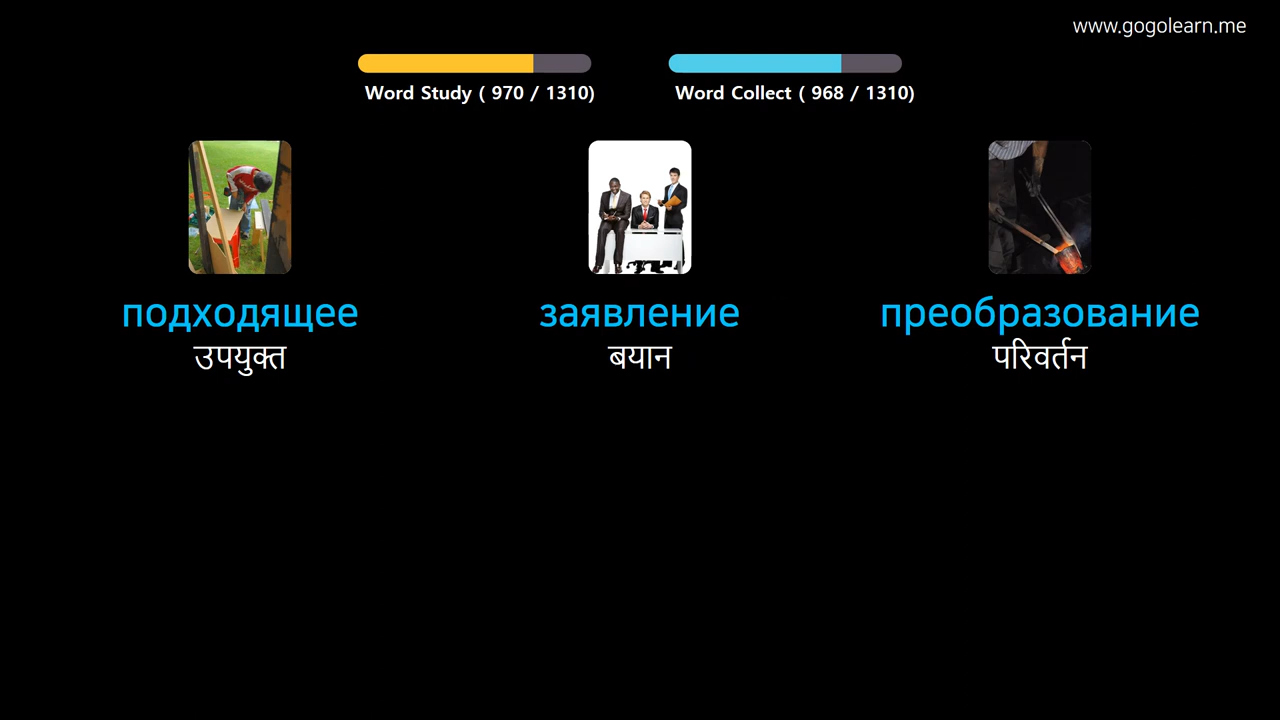 www.gogolearn.me
Word Study ( 970 / 1310)
Word Collect ( 968 / 1310)
подходящее
उपयुक्त
заявление
बयान
преобразование
परिवर्तन